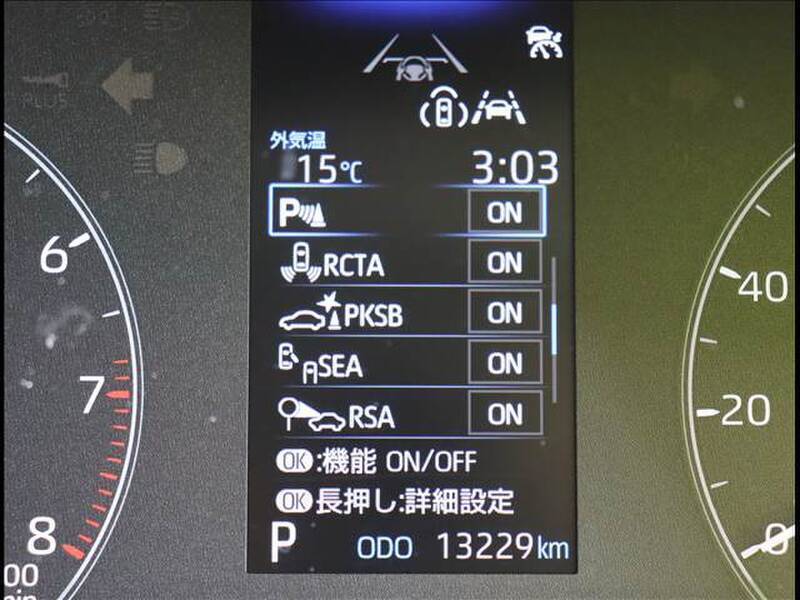 PLUS
外気温
15℃ 3:03
P ON
RCTA ON
PKSB ON
SEA ON
RSA ON
OK:機能 ON/OFF
OK長押し:詳細設定
P ODO 13229km
6
7
8
00
40
20
0